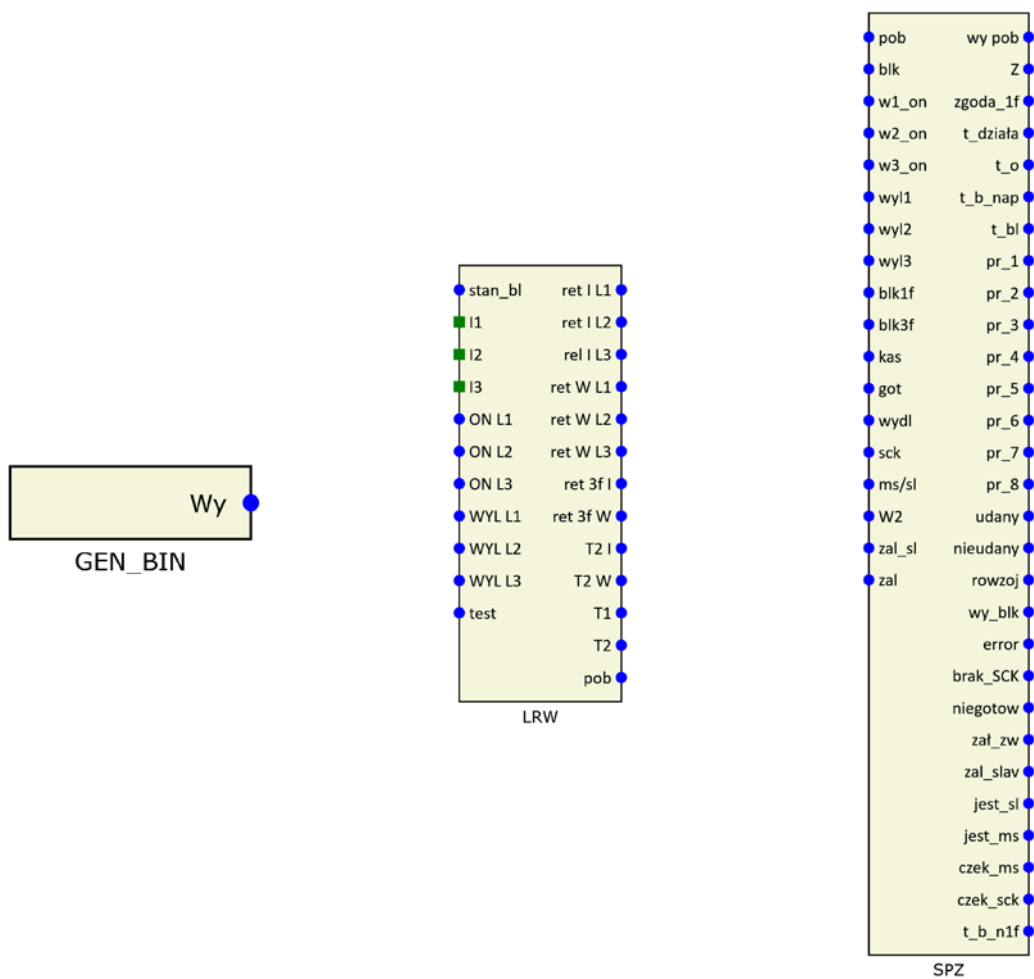 Wy
GEN_BIN
stan_bl ret I L1
I1 ret I L2
I2 rel I L3
I3 ret W L1
ON L1 ret W L2
ON L2 ret W L3
ON L3 ret 3f I
WYL L1 ret 3f W
WYL L2 T2 I
WYL L3 T2 W
test T1
T2
pob
LRW
pob wy pob
blk Z
w1_on zgoda_1f
w2_on t_działa
w3_on t_o
wyl1 t_b_nap
wyl2 t_bl
wyl3 pr_1
blk1f pr_2
blk3f pr_3
kas pr_4
got pr_5
wydl pr_6
sck pr_7
ms/sl pr_8
W2 udany
zal_sl nieudany
zal rowzoj
wy_blk
error
brak_SCK
niegotow
zał_zw
zal_slav
jest_sl
jest_ms
czek_ms
czek_sck
t_b_n1f
SPZ